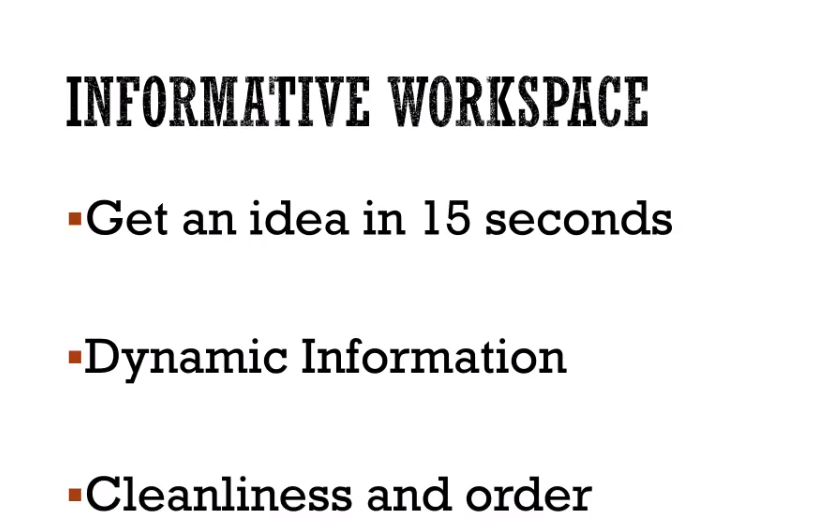 INFORMATIVE WORKSPACE
▪Get an idea in 15 seconds
▪Dynamic Information
▪Cleanliness and order